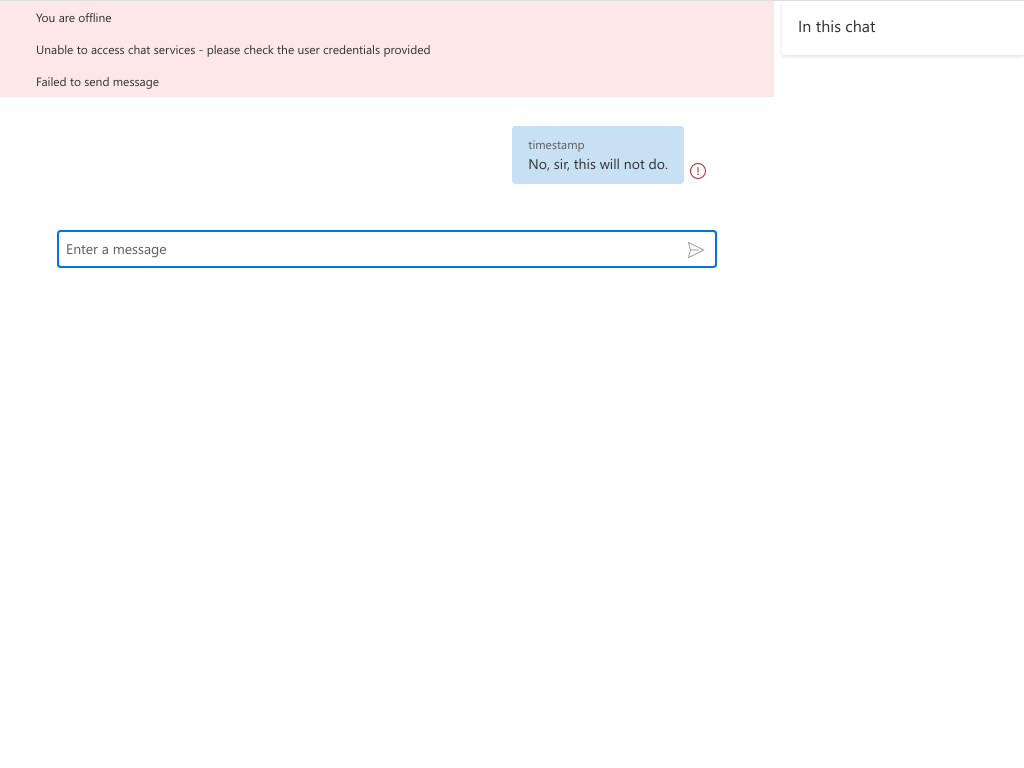 You are offline
Unable to access chat services - please check the user credentials provided
Failed to send message
In this chat
timestamp
No, sir, this will not do.
Enter a message